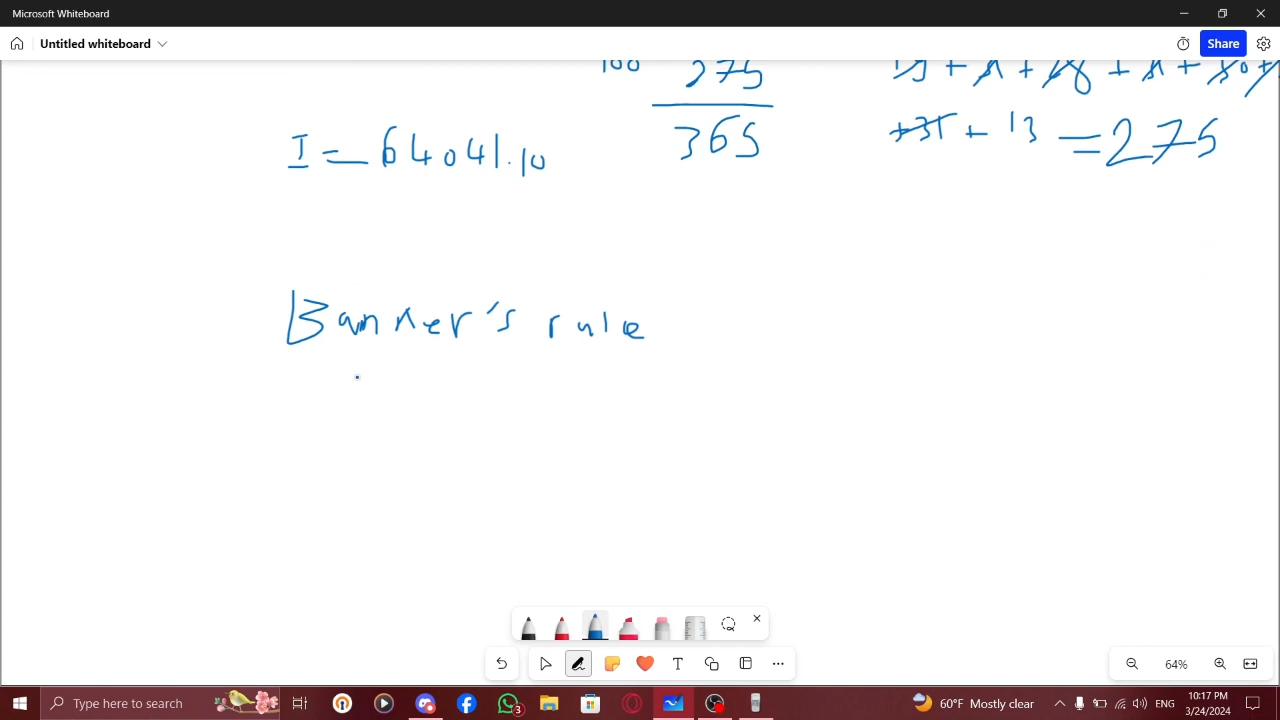 Microsoft Whiteboard
Untitled whiteboard
Share
100 275
365
+ 13 = 275
I = 64041.10
Banker's rule
64%
Type here to search
3
60°F Mostly clear
ENG
10:17 PM
3/24/2024